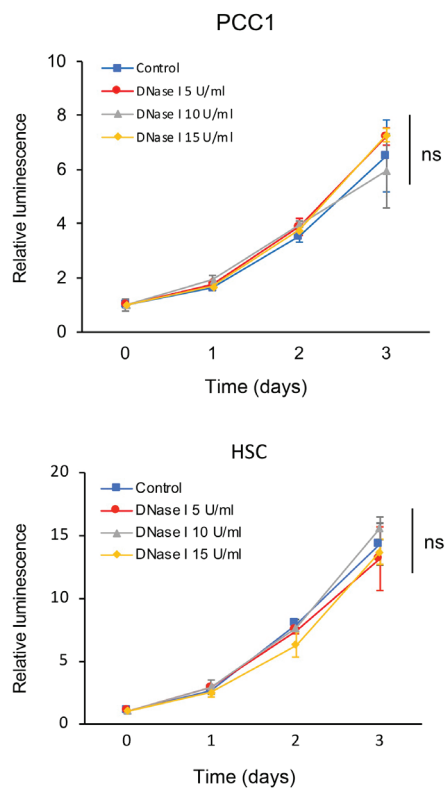 PCC1
10
8
6
4
2
0
Relative luminescence
Control
DNase I 5 U/ml
DNase I 10 U/ml
DNase I 15 U/ml
ns
0 1 2 3
Time (days)
HSC
20
15
10
5
0
Relative luminescence
Control
DNase I 5 U/ml
DNase I 10 U/ml
DNase I 15 U/ml
ns
0 1 2 3
Time (days)